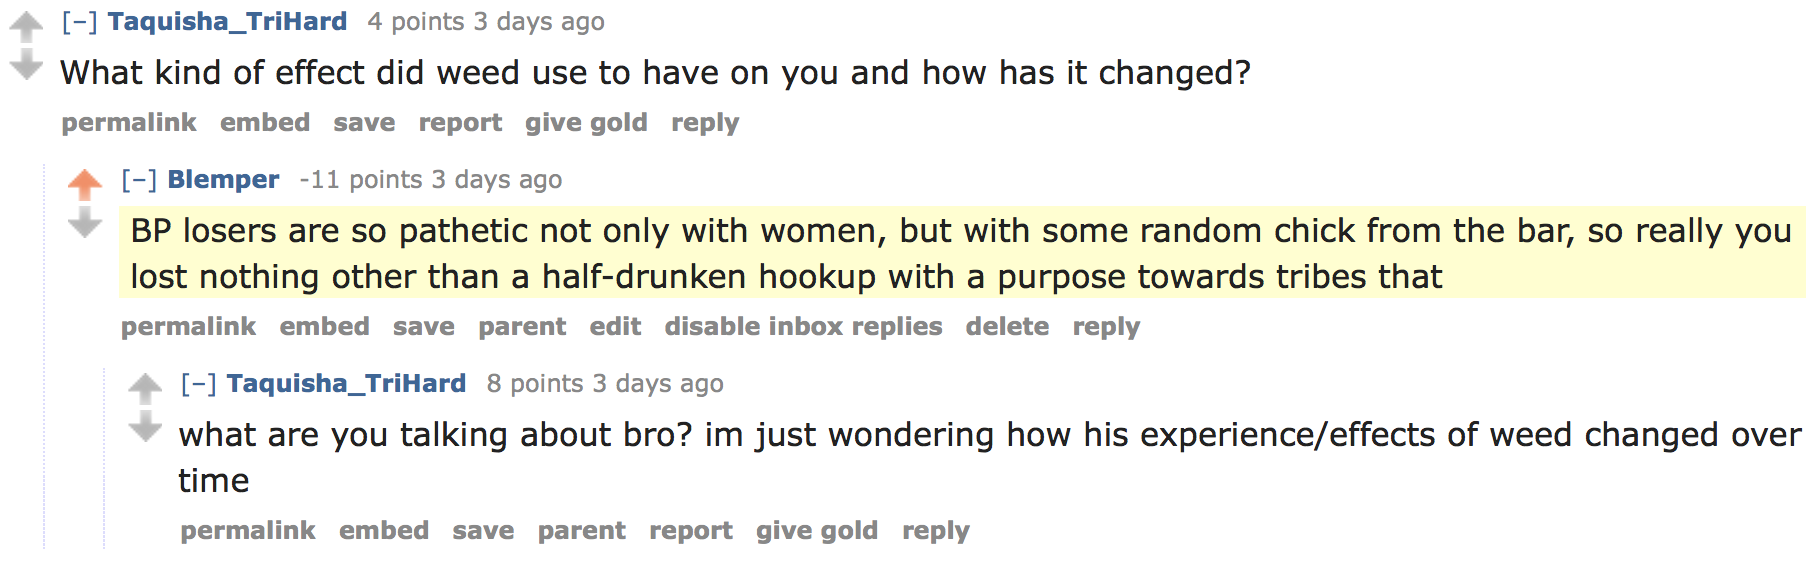 [–] Taquisha_TriHard 4 points 3 days ago
What kind of effect did weed use to have on you and how has it changed?
permalink embed save report give gold reply
[–] Blemper -11 points 3 days ago
BP losers are so pathetic not only with women, but with some random chick from the bar, so really you
lost nothing other than a half-drunken hookup with a purpose towards tribes that
permalink embed save parent edit disable inbox replies delete reply
[–] Taquisha_TriHard 8 points 3 days ago
what are you talking about bro? im just wondering how his experience/effects of weed changed over
time
permalink embed save parent report give gold reply